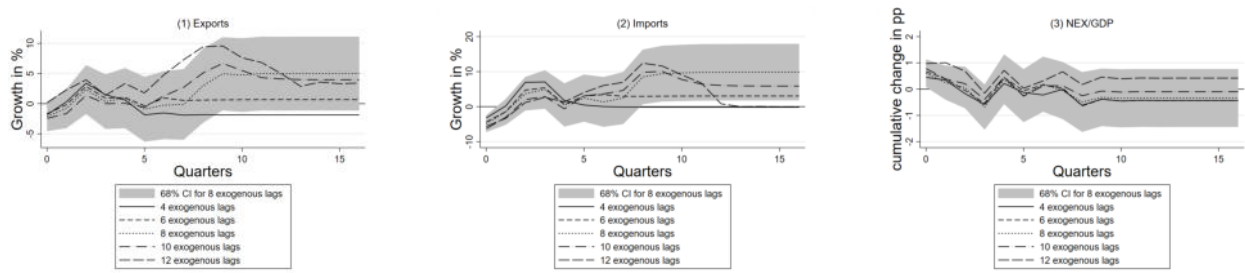 (1) Exports
Growth in %
10
5
0
-5
0 5 10 15
Quarters
68% CI for 8 exogenous lags
4 exogenous lags
6 exogenous lags
8 exogenous lags
10 exogenous lags
12 exogenous lags
(2) Imports
Growth in %
20
10
0
-10
0 5 10 15
Quarters
68% CI for 8 exogenous lags
4 exogenous lags
6 exogenous lags
8 exogenous lags
10 exogenous lags
12 exogenous lags
(3) NEX/GDP
cumulative change in pp
2
1
0
-1
-2
0 5 10 15
Quarters
68% CI for 8 exogenous lags
4 exogenous lags
6 exogenous lags
8 exogenous lags
10 exogenous lags
12 exogenous lags